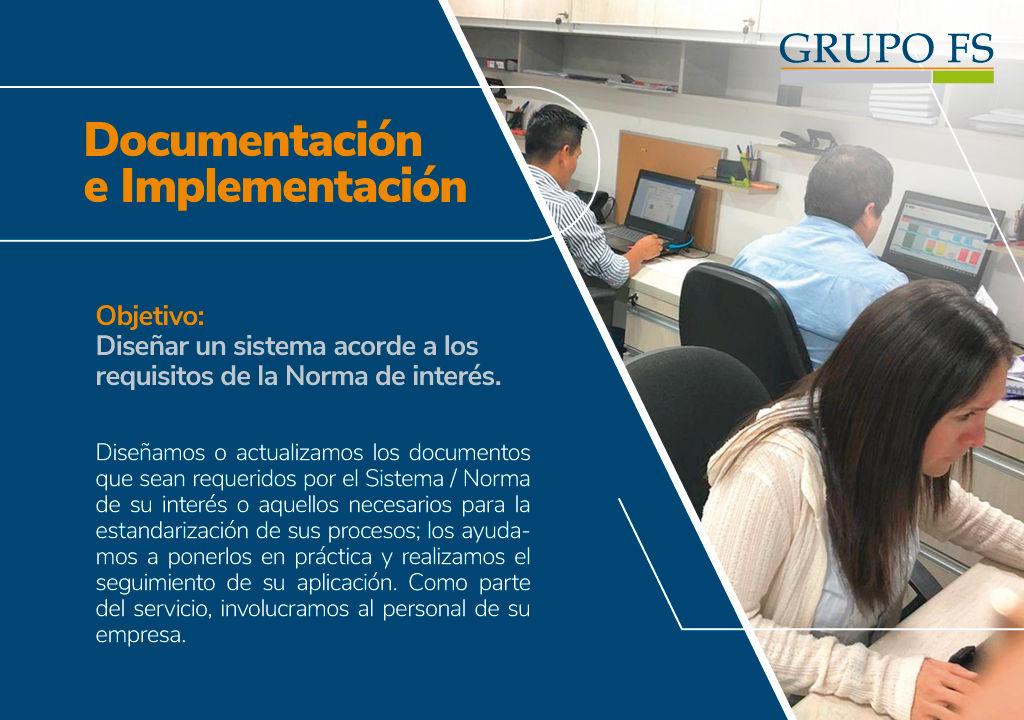 GRUPO FS
Documentación
e Implementación
Objetivo:
Diseñar un sistema acorde a los
requisitos de la Norma de interés.
Diseñamos o actualizamos los documentos
que sean requeridos por el Sistema / Norma
de su interés o aquellos necesarios para la
estandarización de sus procesos; los ayuda-
mos a ponerlos en práctica y realizamos el
seguimiento de su aplicación. Como parte
del servicio, involucramos al personal de su
empresa.